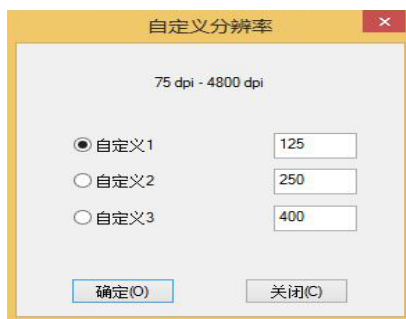 自定义分辨率
75 dpi - 4800 dpi
自定义1 125
自定义2 250
自定义3 400
确定(O) 关闭(C)